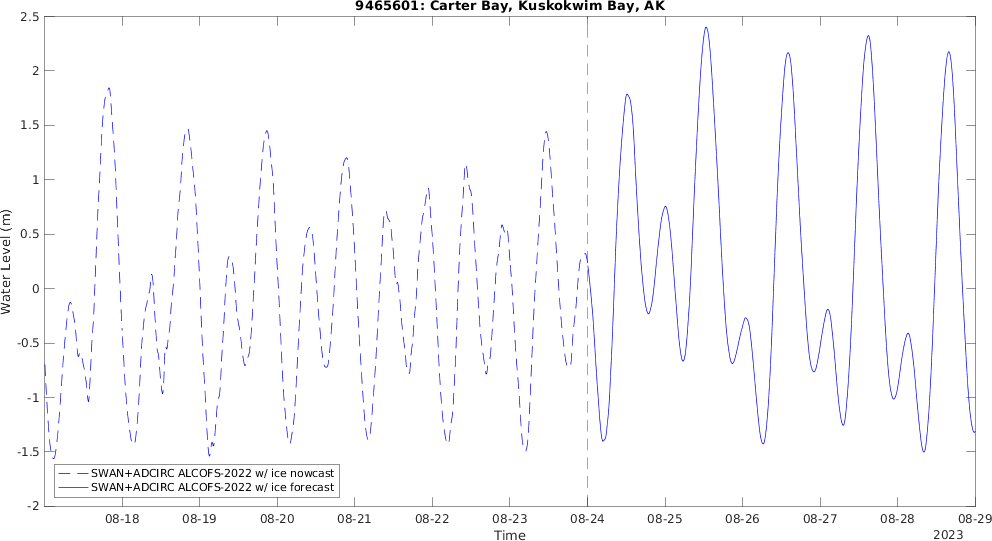 9465601: Carter Bay, Kuskokwim Bay, AK
2.5
2
1.5
1
0.5
0
-0.5
-1
-1.5
-2
Water Level (m)
SWAN+ADCIRC ALCOFS-2022 w/ ice nowcast
SWAN+ADCIRC ALCOFS-2022 w/ ice forecast
08-18 08-19 08-20 08-21 08-22 08-23 08-24 08-25 08-26 08-27 08-28 08-29
Time
2023